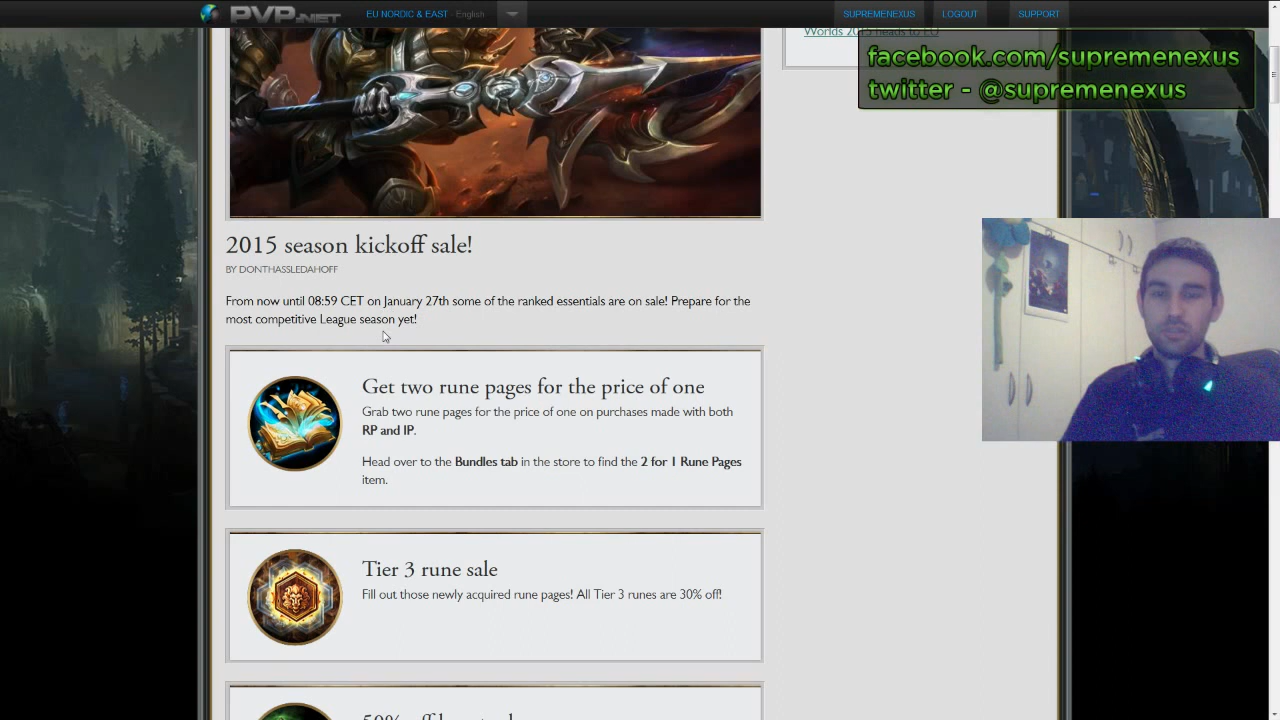 PVP.NET EU NORDIC & EAST - English SUPREMENEXUS LOGOUT SUPPORT
Worlds 2015 heads to EU
facebook.com/supremenexus
twitter - @supremenexus
2015 season kickoff sale!
BY DONTHASSLEDAHOFF
From now until 08:59 CET on January 27th some of the ranked essentials are on sale! Prepare for the
most competitive League season yet!
Get two rune pages for the price of one
Grab two rune pages for the price of one on purchases made with both
RP and IP.
Head over to the Bundles tab in the store to find the 2 for 1 Rune Pages
item.
Tier 3 rune sale
Fill out those newly acquired rune pages! All Tier 3 runes are 30% off!